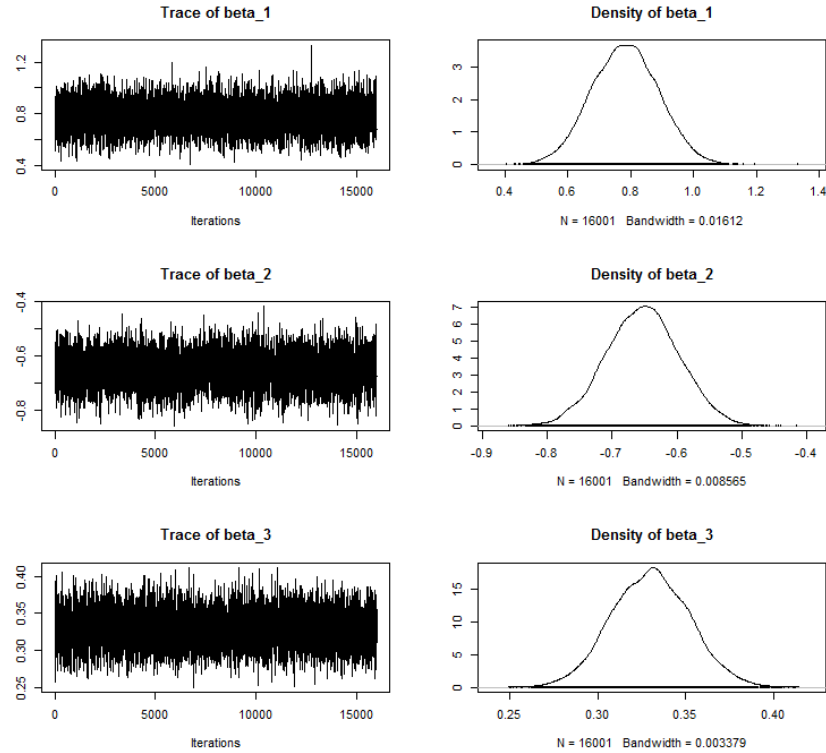 Trace of beta_1
1.2
0.8
0.4
0 5000 10000 15000
Iterations
Density of beta_1
3
2
1
0
0.4 0.6 0.8 1.0 1.2 1.4
N = 16001 Bandwidth = 0.01612
Trace of beta_2
-0.4
-0.6
-0.8
0 5000 10000 15000
Iterations
Density of beta_2
7
6
5
4
3
2
1
0
-0.9 -0.8 -0.7 -0.6 -0.5 -0.4
N = 16001 Bandwidth = 0.008565
Trace of beta_3
0.40
0.35
0.30
0.25
0 5000 10000 15000
Iterations
Density of beta_3
15
10
5
0
0.25 0.30 0.35 0.40
N = 16001 Bandwidth = 0.003379